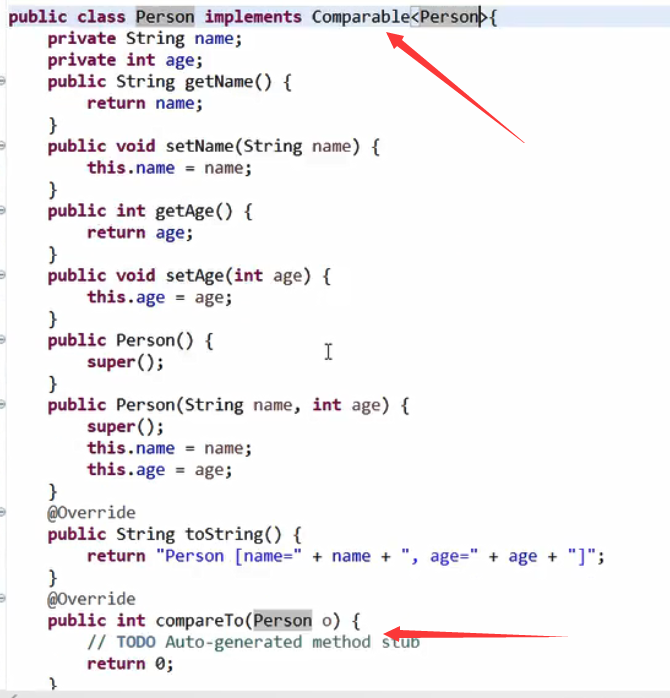 public class Person implements Comparable<Person>{
    private String name;
    private int age;
    public String getName() {
        return name;
    }
    public void setName(String name) {
        this.name = name;
    }
    public int getAge() {
        return age;
    }
    public void setAge(int age) {
        this.age = age;
    }
    public Person() {
        super();
    }
    public Person(String name, int age) {
        super();
        this.name = name;
        this.age = age;
    }
    @Override
    public String toString() {
        return "Person [name=" + name + ", age=" + age + "]";
    }
    @Override
    public int compareTo(Person o) {
        // TODO Auto-generated method stub
        return 0;
    }